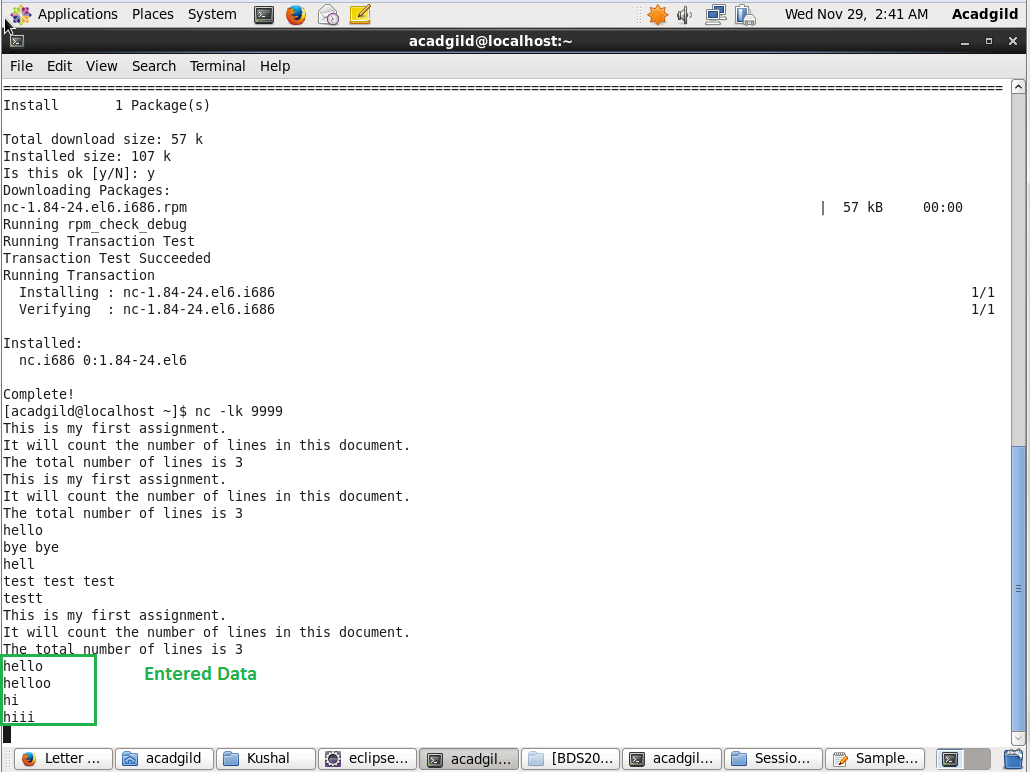 Applications Places System Wed Nov 29, 2:41 AM Acadgild
acadgild@localhost:~
File Edit View Search Terminal Help
================================================================================
Install 1 Package(s)
Total download size: 57 k
Installed size: 107 k
Is this ok [y/N]: y
Downloading Packages:
nc-1.84-24.el6.i686.rpm | 57 kB 00:00
Running rpm_check_debug
Running Transaction Test
Transaction Test Succeeded
Running Transaction
Installing : nc-1.84-24.el6.i686 1/1
Verifying : nc-1.84-24.el6.i686 1/1
Installed:
nc.i686 0:1.84-24.el6
Complete!
[acadgild@localhost ~]$ nc -lk 9999
This is my first assignment.
It will count the number of lines in this document.
The total number of lines is 3
This is my first assignment.
It will count the number of lines in this document.
The total number of lines is 3
hello
bye bye
hell
test test test
testt
This is my first assignment.
It will count the number of lines in this document.
The total number of lines is 3
hello
helloo
hi
hiii
Entered Data
Letter ... acadgild Kushal eclipse... acadgil... [BDS20... acadgil... Sessio... Sample...